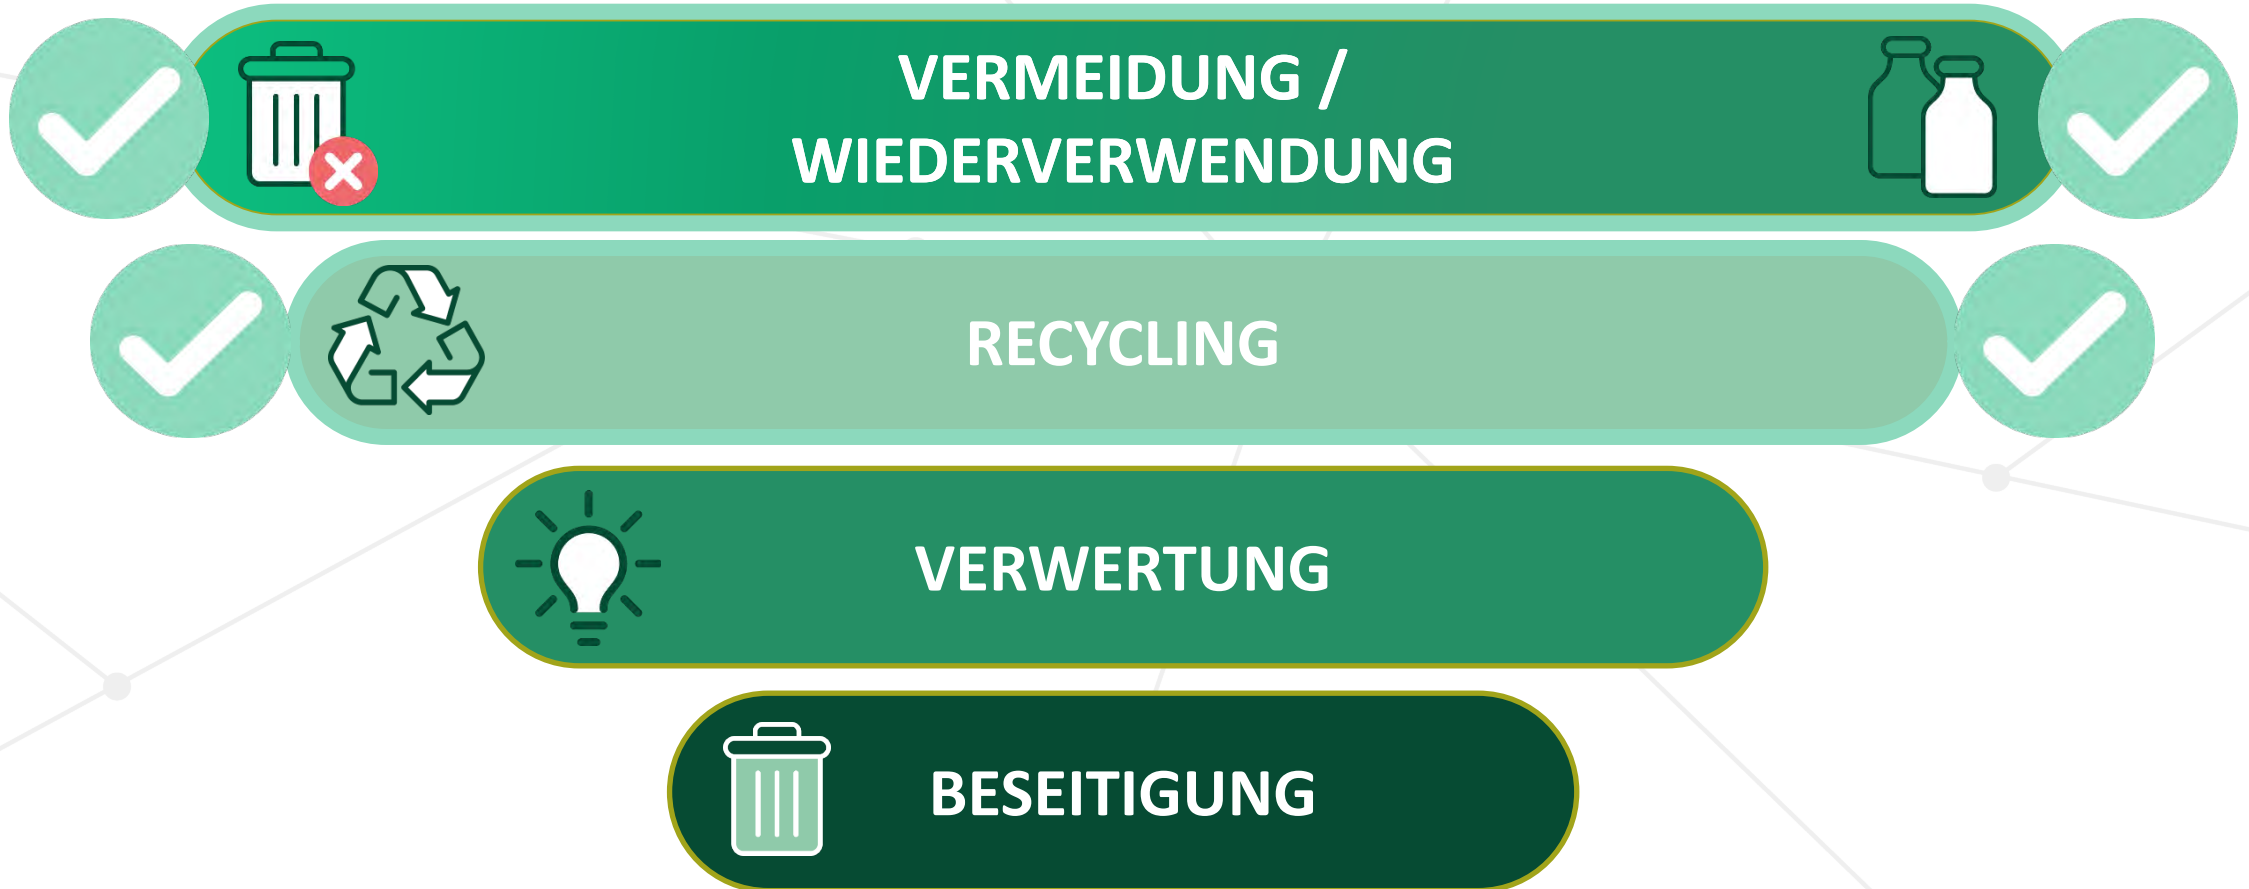 VERMEIDUNG /
WIEDERVERWENDUNG
RECYCLING
VERWERTUNG
BESEITIGUNG